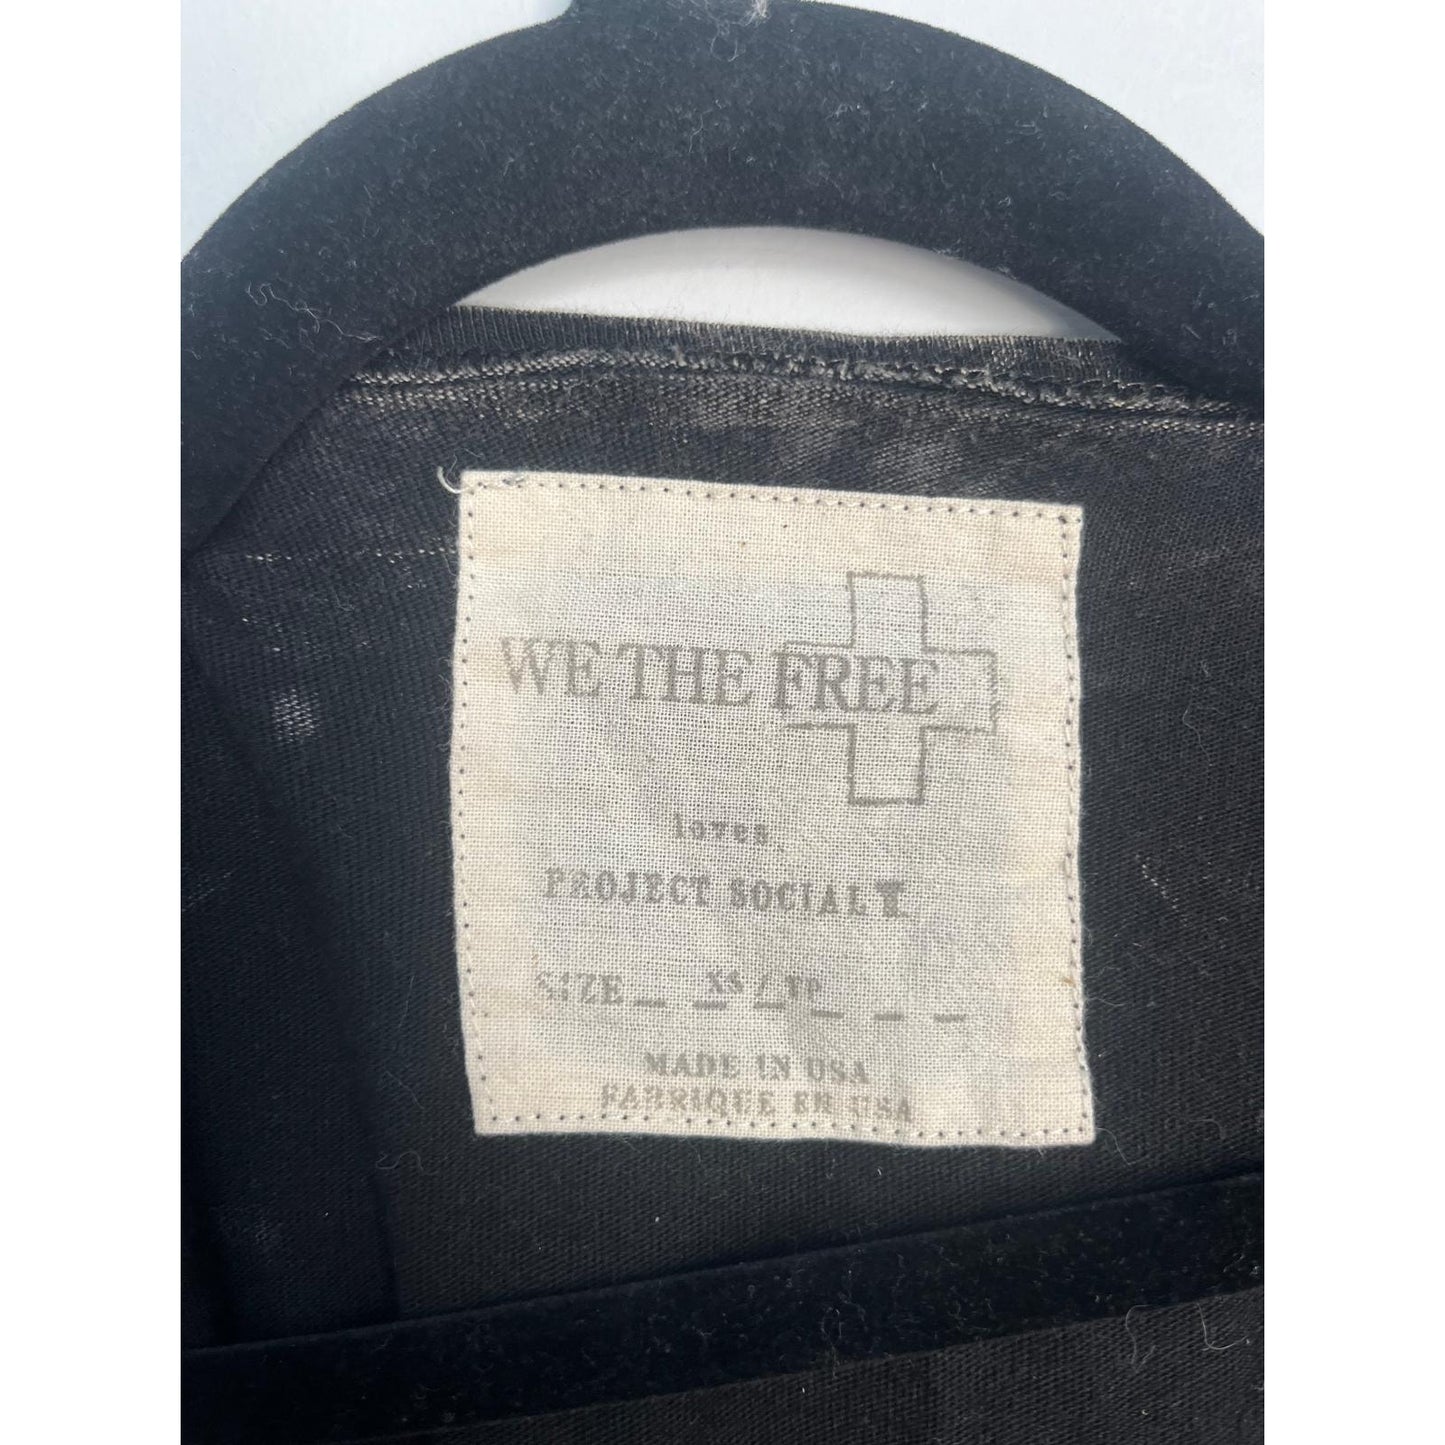 WE THE FREE
loves
PROJECT SOCIAL T
SIZE XS / TP
MADE IN USA
FABRIQUE EN USA